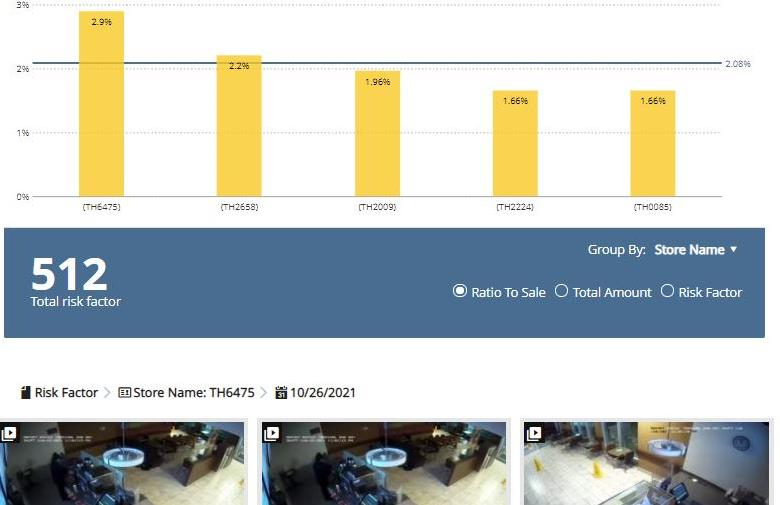 3%
2.9%
2.08%
2%
2.2%
1.96%
1.66%
1.66%
1%
0%
(TH6475)
(TH2658)
(TH2009)
(TH2224)
(TH0085)
Group By: Store Name
512
Total risk factor
Ratio To Sale
Total Amount
Risk Factor
Risk Factor > Store Name: TH6475 > 31 10/26/2021